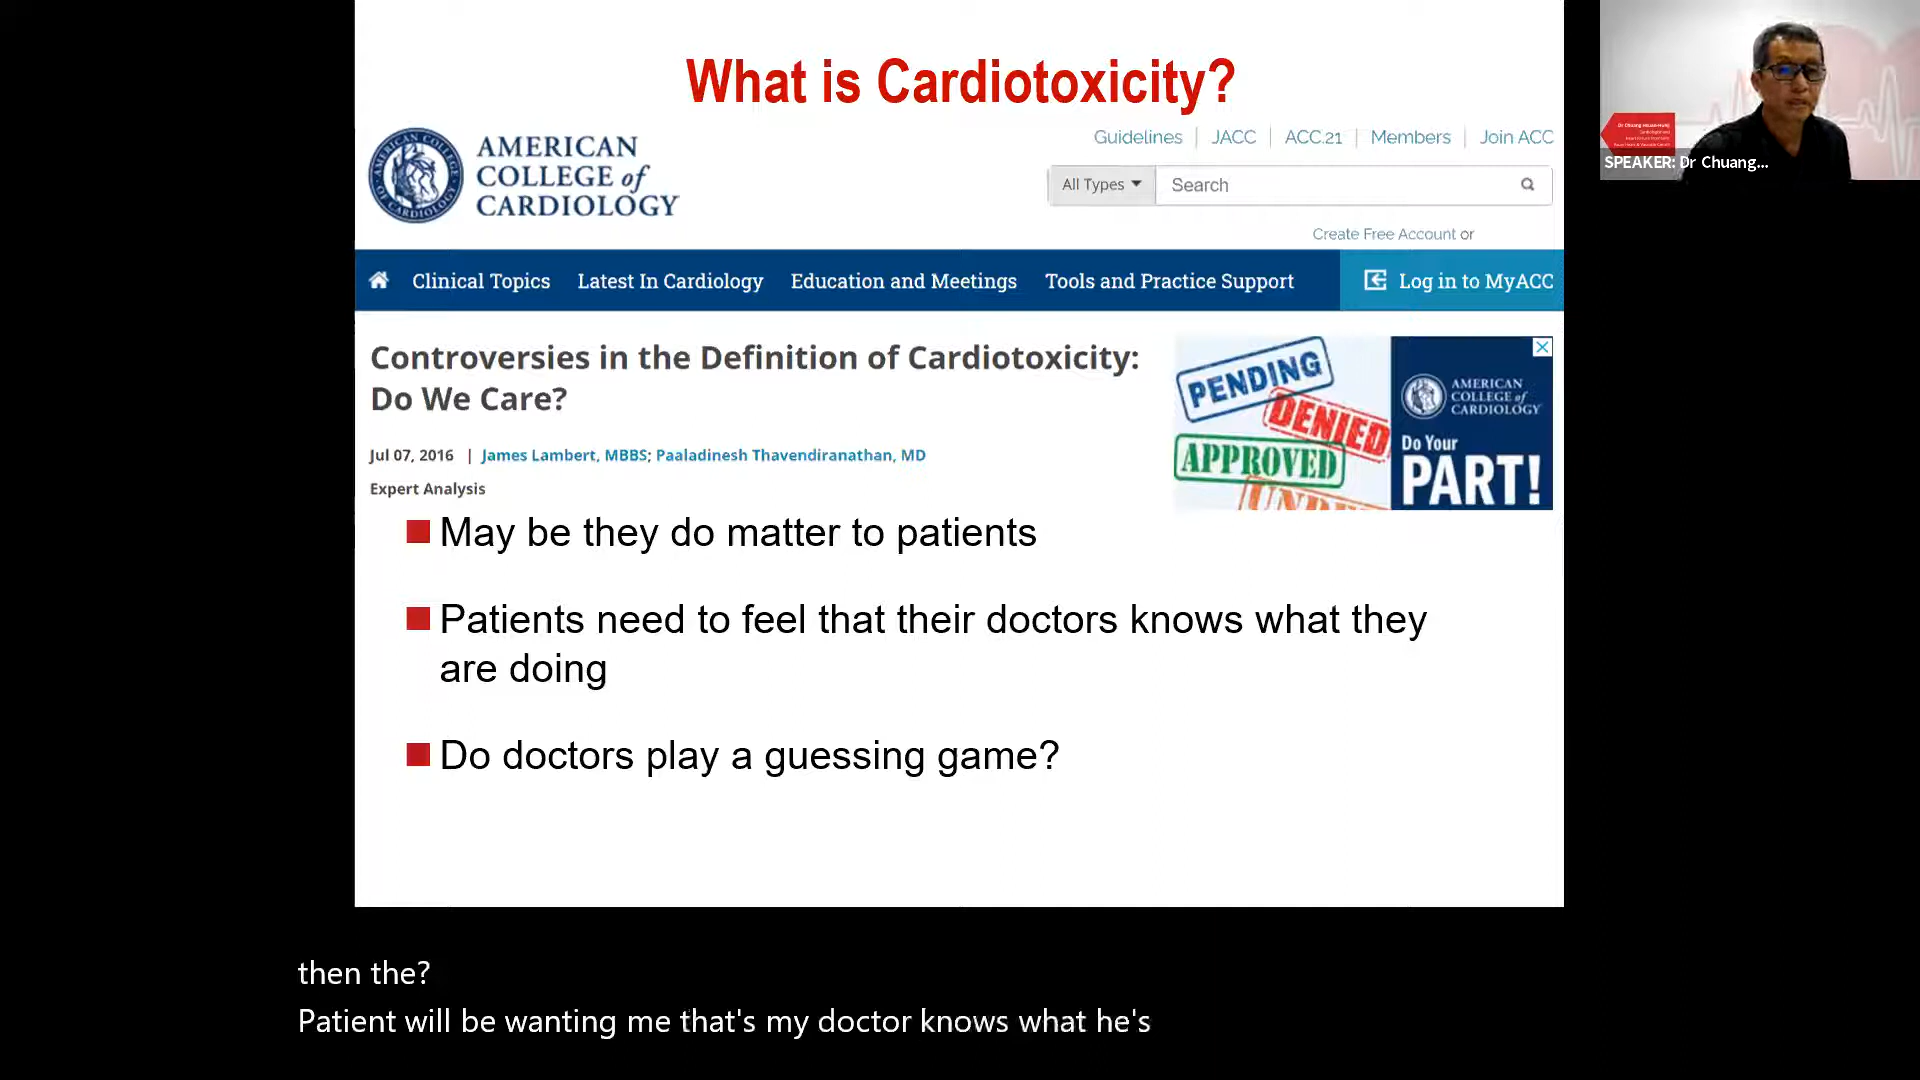 What is Cardiotoxicity?
AMERICAN
COLLEGE of
CARDIOLOGY
Guidelines | JACC | ACC.21 | Members | Join ACC
All Types Search
Create Free Account or
Clinical Topics Latest In Cardiology Education and Meetings Tools and Practice Support Log in to MyACC
Controversies in the Definition of Cardiotoxicity:
Do We Care?
Jul 07, 2016 | James Lambert, MBBS; Paaladinesh Thavendiranathan, MD
Expert Analysis
PENDING
DENIED
APPROVED
AMERICAN
COLLEGE of
CARDIOLOGY
Do Your
PART!
May be they do matter to patients
Patients need to feel that their doctors knows what they
are doing
Do doctors play a guessing game?
SPEAKER: Dr Chuang...
then the?
Patient will be wanting me that's my doctor knows what he's